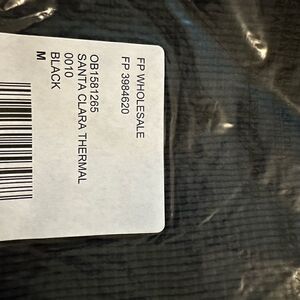 FP WHOLESALE
FP 3984620
OB1581265
SANTA CLARA THERMAL
0010
BLACK
M